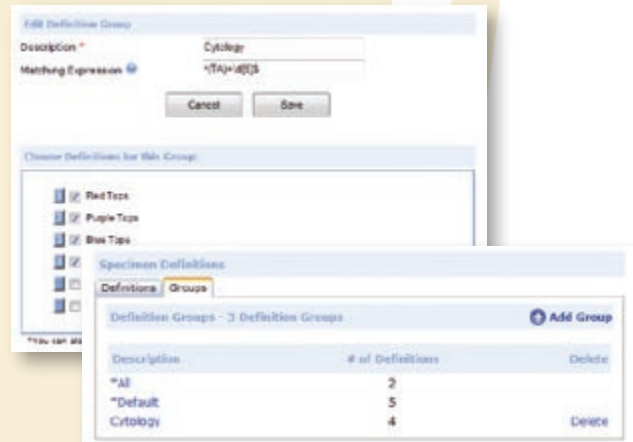 Edit Definition Group
Description *
Cytology
Matching Expression
Cancel Save
Choose Definitions for this Group:
Red Tops
Purple Tops
Blue Tops
*You can
Specimen Definitions
Definitions Groups
Definition Groups - 3 Definition Groups
Add Group
Description # of Definitions Delete
*All 2
*Default 5
Cytology 4 Delete